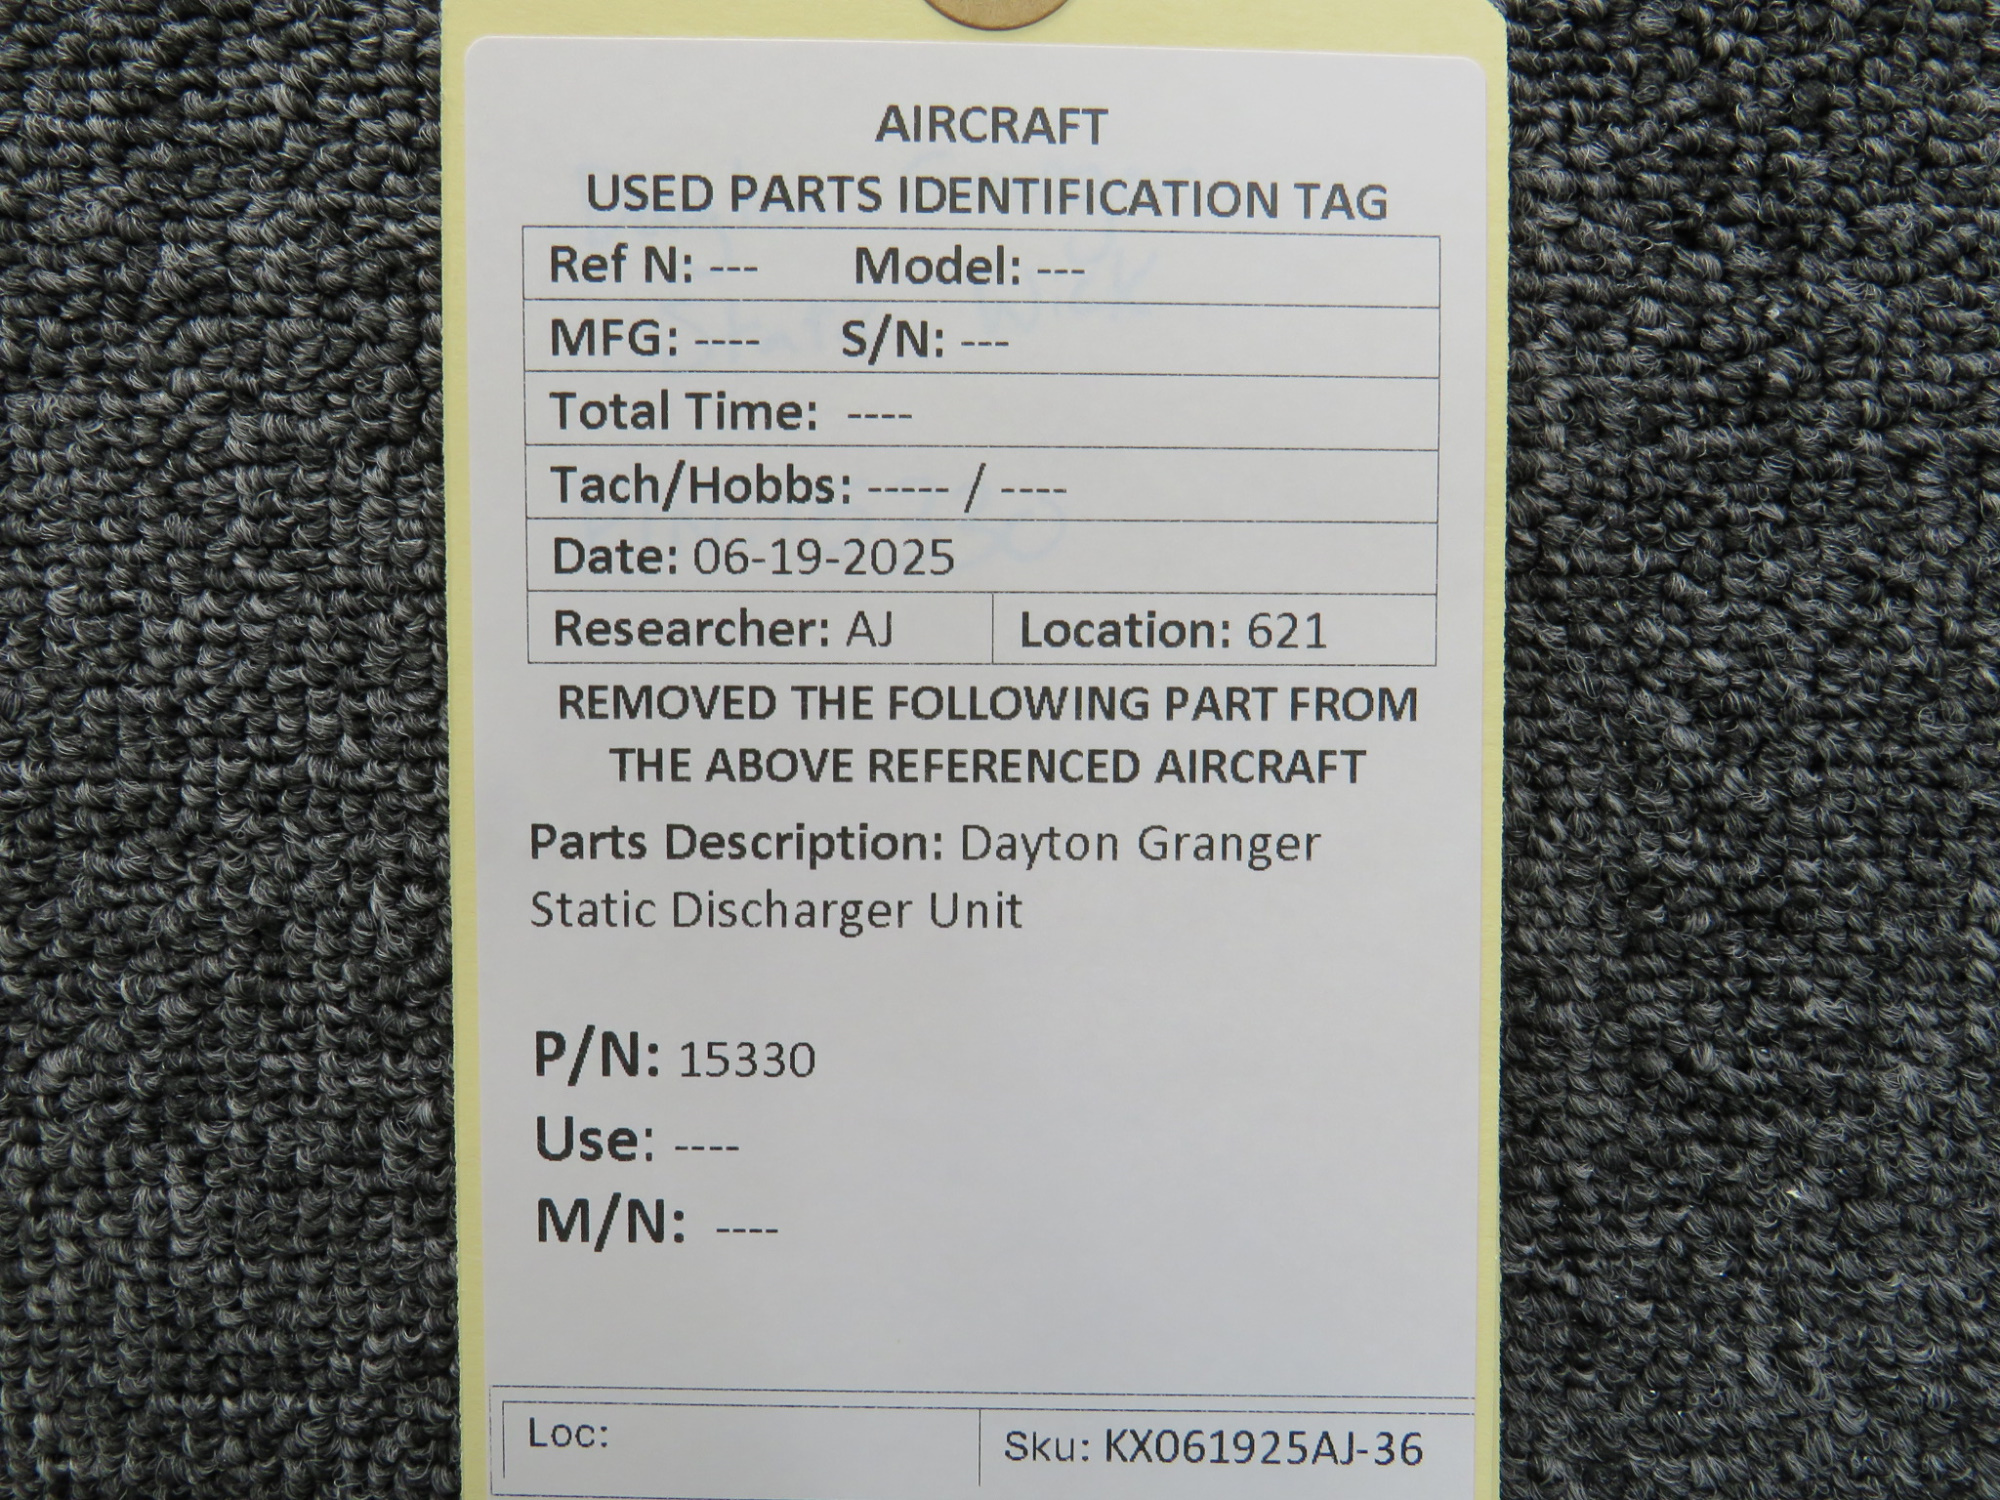 AIRCRAFT
USED PARTS IDENTIFICATION TAG
Ref N: --- Model: ---
MFG: ---- S/N: ---
Total Time: ----
Tach/Hobbs: ----- / ----
Date: 06-19-2025
Researcher: AJ Location: 621
REMOVED THE FOLLOWING PART FROM
THE ABOVE REFERENCED AIRCRAFT
Parts Description: Dayton Granger
Static Discharger Unit
P/N: 15330
Use: ----
M/N: ----
Loc: Sku: KX061925AJ-36